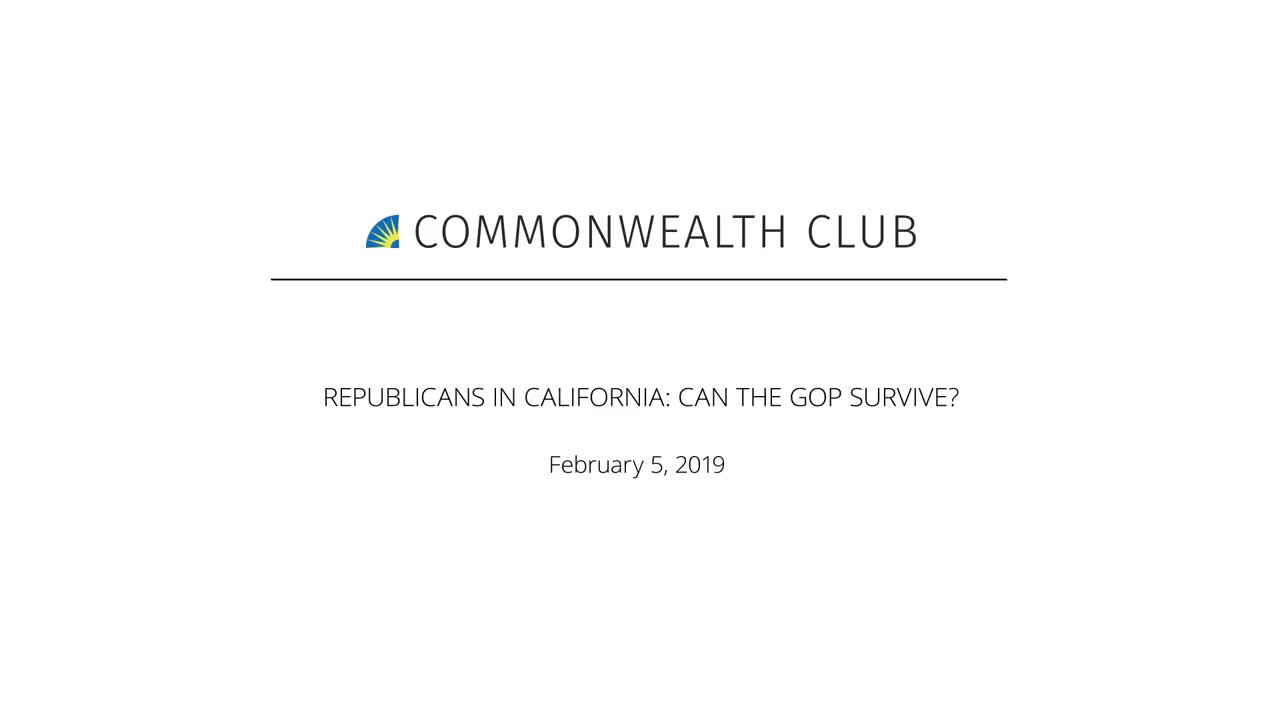 COMMONWEALTH CLUB
REPUBLICANS IN CALIFORNIA: CAN THE GOP SURVIVE?
February 5, 2019